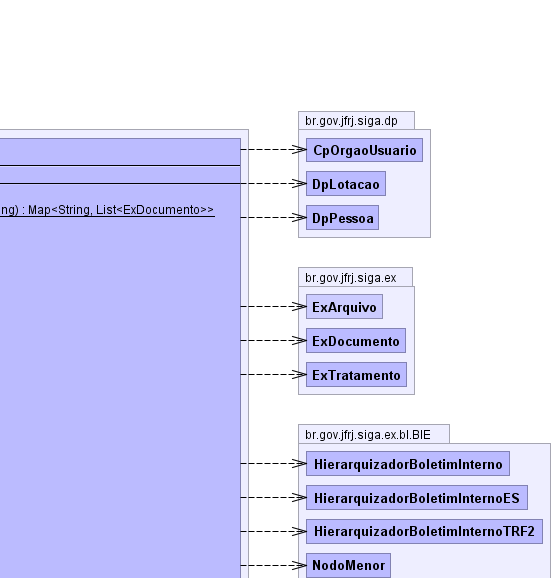 br.gov.jfrj.siga.dp
CpOrgaoUsuario
DpLotacao
DpPessoa
ng) : Map<String, List<ExDocumento>>
br.gov.jfrj.siga.ex
ExArquivo
ExDocumento
ExTratamento
br.gov.jfrj.siga.ex.bl.BIE
HierarquizadorBoletimInterno
HierarquizadorBoletimInternoES
HierarquizadorBoletimInternoTRF2
NodoMenor